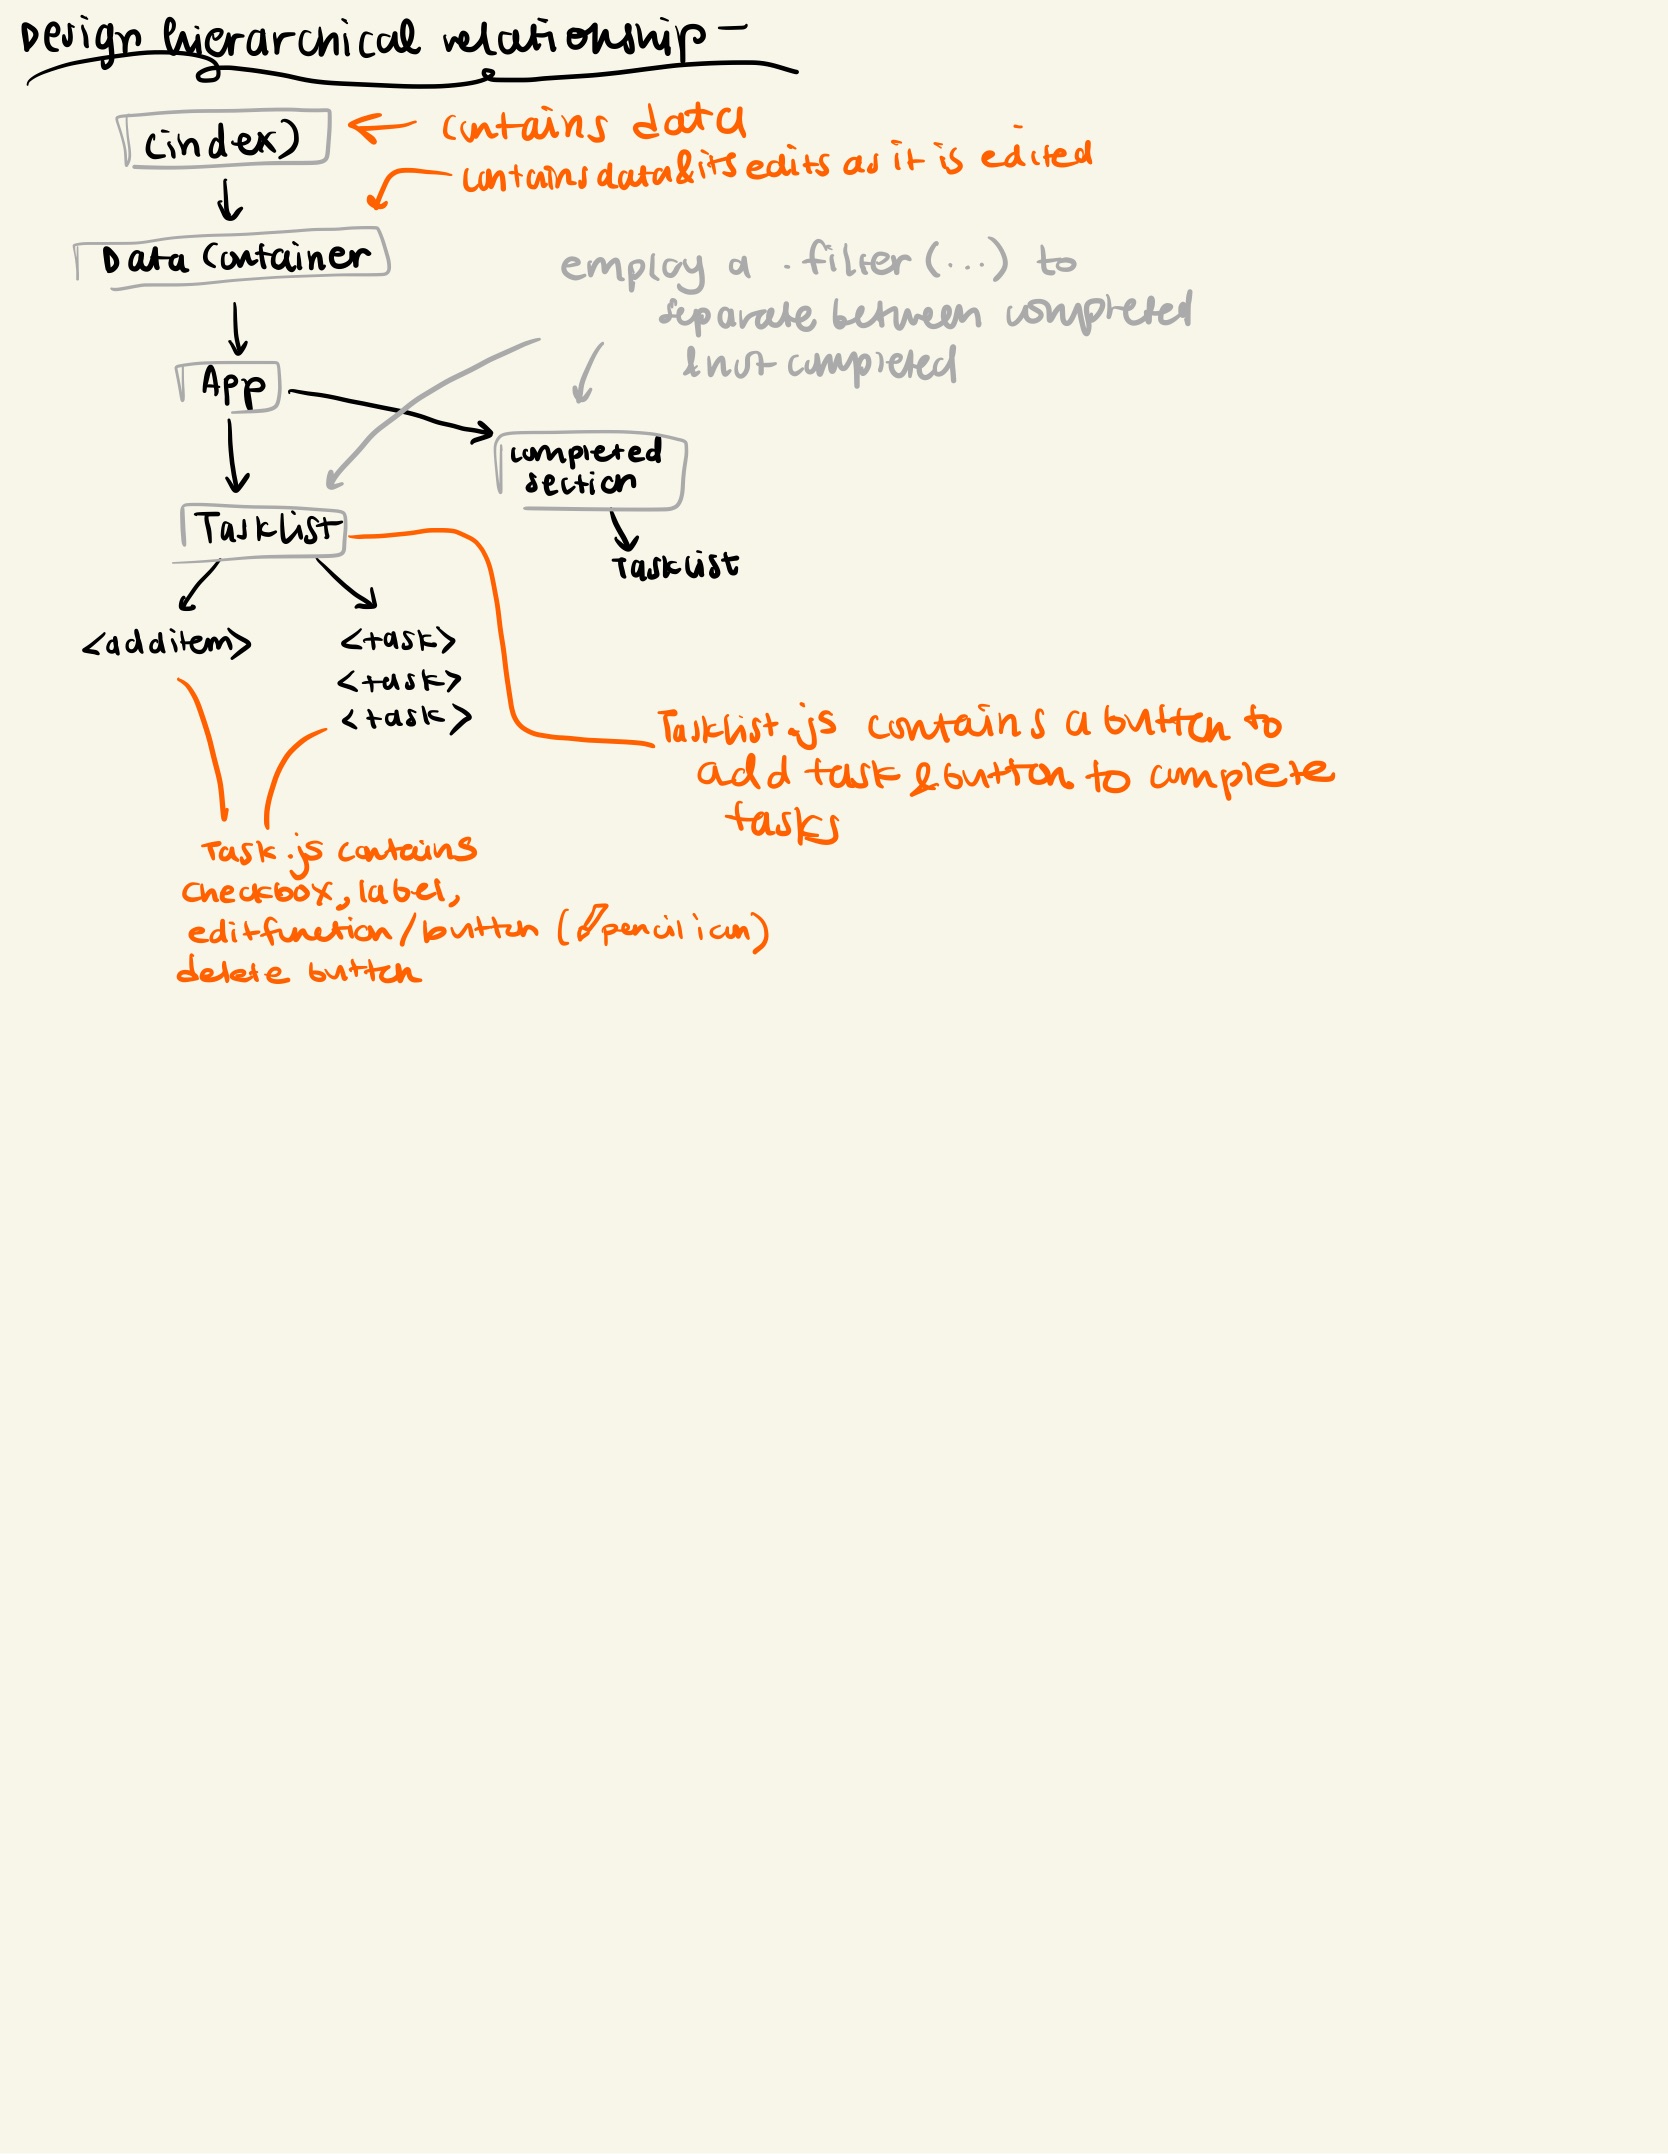 Design hierarchical relationship-
(index)
contains data
contains data & its edits as it is edited
Data Container
employ a .filter(...) to
separate between completed
& not completed
App
completed
section
TaskList
TaskList
<additem>
<task>
<task>
<task>
TaskList.js contains a button to
add task & button to complete
tasks
Task.js contains
checkbox, label,
edit function/button (pencil icon)
delete button